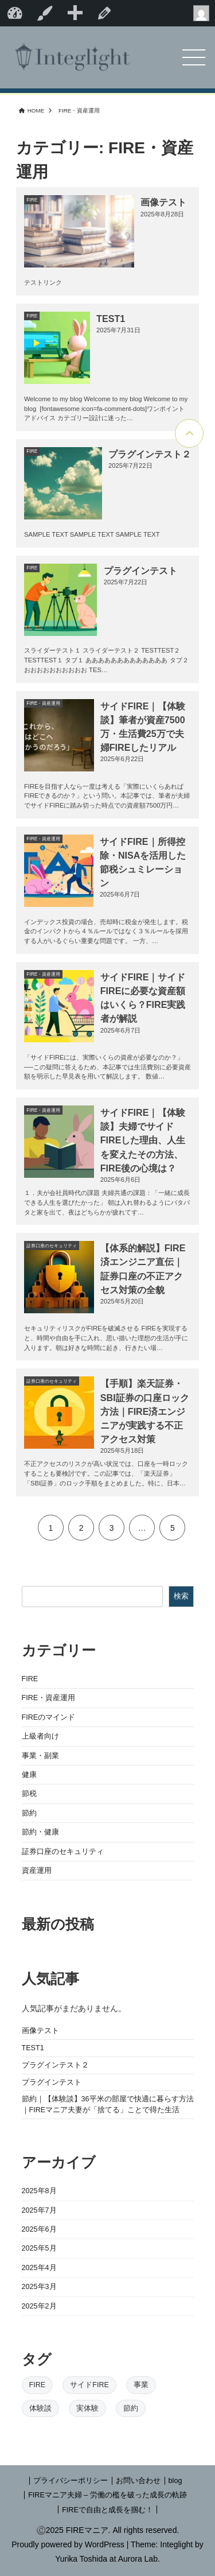 Integlight
HOME > FIRE・資産運用
カテゴリー: FIRE・資産
運用
FIRE
画像テスト
2025年8月28日
テストリンク
FIRE
TEST1
2025年7月31日
Welcome to my blog Welcome to my blog Welcome to my
blog [fontawesome icon=fa-comment-dots]ワンポイント
アドバイス カテゴリー設計に迷った…
FIRE
プラグインテスト２
2025年7月22日
SAMPLE TEXT SAMPLE TEXT SAMPLE TEXT
FIRE
プラグインテスト
2025年7月22日
スライダーテスト１ スライダーテスト２ TESTTEST２
TESTTEST１ タブ１ あああああああああああああ タブ２
おおおおおおおおおおお TES…
FIRE・資産運用
これから、
はどこへ
かうのだろう」
サイドFIRE｜【体験
談】筆者が資産7500
万・生活費25万で夫
婦FIREしたリアル
2025年6月22日
FIREを目指す人なら一度は考える「実際にいくらあれば
FIREできるのか？」という問い。本記事では、筆者が夫婦
でサイドFIREに踏み切った時点での資産額7500万円…
FIRE・資産運用
サイドFIRE｜所得控
除・NISAを活用した
節税シュミレーショ
ン
2025年6月7日
インデックス投資の場合、売却時に税金が発生します。税
金のインパクトから４％ルールではなく３％ルールを採用
する人がいるぐらい重要な問題です。 一方、…
FIRE・資産運用
サイドFIRE｜サイド
FIREに必要な資産額
はいくら？FIRE実践
者が解説
2025年6月7日
「サイドFIREには、実際いくらの資産が必要なのか？」
──この疑問に答えるため、本記事では生活費別に必要資産
額を明示した早見表を用いて解説します。 数値…
FIRE・資産運用
サイドFIRE｜【体験
談】夫婦でサイド
FIREした理由、人生
を変えたその方法、
FIRE後の心境は？
2025年6月6日
１．夫が会社員時代の課題 夫婦共通の課題：「一緒に成長
できる人生を選びたかった」 朝は入れ替わるようにバタバ
タと家を出て、夜はどちらかが疲れてす…
証券口座のセキュリティ
【体系的解説】FIRE
済エンジニア直伝｜
証券口座の不正アク
セス対策の全貌
2025年5月20日
セキュリティリスクがFIREを破滅させる FIREを実現する
と、時間や自由を手に入れ、思い描いた理想の生活が手に
入ります。朝は好きな時間に起き、行きたい場…
証券口座のセキュリティ
【手順】楽天証券・
SBI証券の口座ロック
方法｜FIRE済エンジ
ニアが実践する不正
アクセス対策
2025年5月18日
不正アクセスのリスクが高い状況では、口座を一時ロック
することも要検討です。この記事では、「楽天証券」
「SBI証券」のロック手順をまとめました。特に、日本…
1 2 3 … 5
検索
カテゴリー
FIRE
FIRE・資産運用
FIREのマインド
上級者向け
事業・副業
健康
節税
節約
節約・健康
証券口座のセキュリティ
資産運用
最新の投稿
人気記事
人気記事がまだありません。
画像テスト
TEST1
プラグインテスト２
プラグインテスト
節約｜【体験談】36平米の部屋で快適に暮らす方法
｜FIREマニア夫妻が「捨てる」ことで得た生活
アーカイブ
2025年8月
2025年7月
2025年6月
2025年5月
2025年4月
2025年3月
2025年2月
タグ
FIRE サイドFIRE 事業
体験談 実体験 節約
| プライバシーポリシー | お問い合わせ | blog
| FIREマニア夫婦 – 労働の檻を破った成長の軌跡
| FIREで自由と成長を掴む！ |
Ⓒ2025 FIREマニア. All rights reserved.
Proudly powered by WordPress | Theme: Integlight by
Yurika Toshida at Aurora Lab.